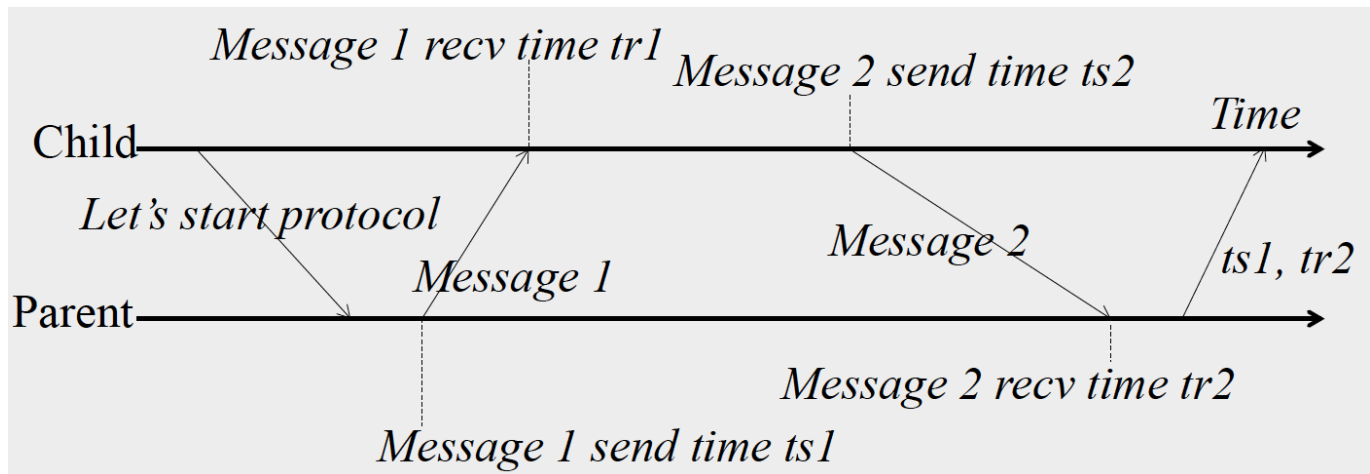 Message 1 recv time tr1
Message 2 send time ts2
Time
Child
Let’s start protocol
Message 1
Message 2
ts1, tr2
Parent
Message 2 recv time tr2
Message 1 send time ts1